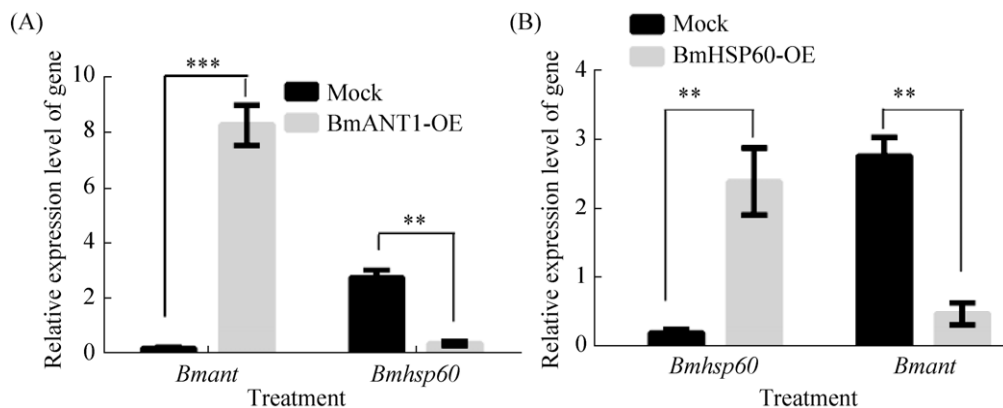 (A)
Relative expression level of gene
10
8
6
4
2
0
***
**
Mock
BmANT1-OE
Bmant
Bmhsp60
Treatment
(B)
Relative expression level of gene
4
3
2
1
0
Mock
BmHSP60-OE
**
**
Bmhsp60
Bmant
Treatment